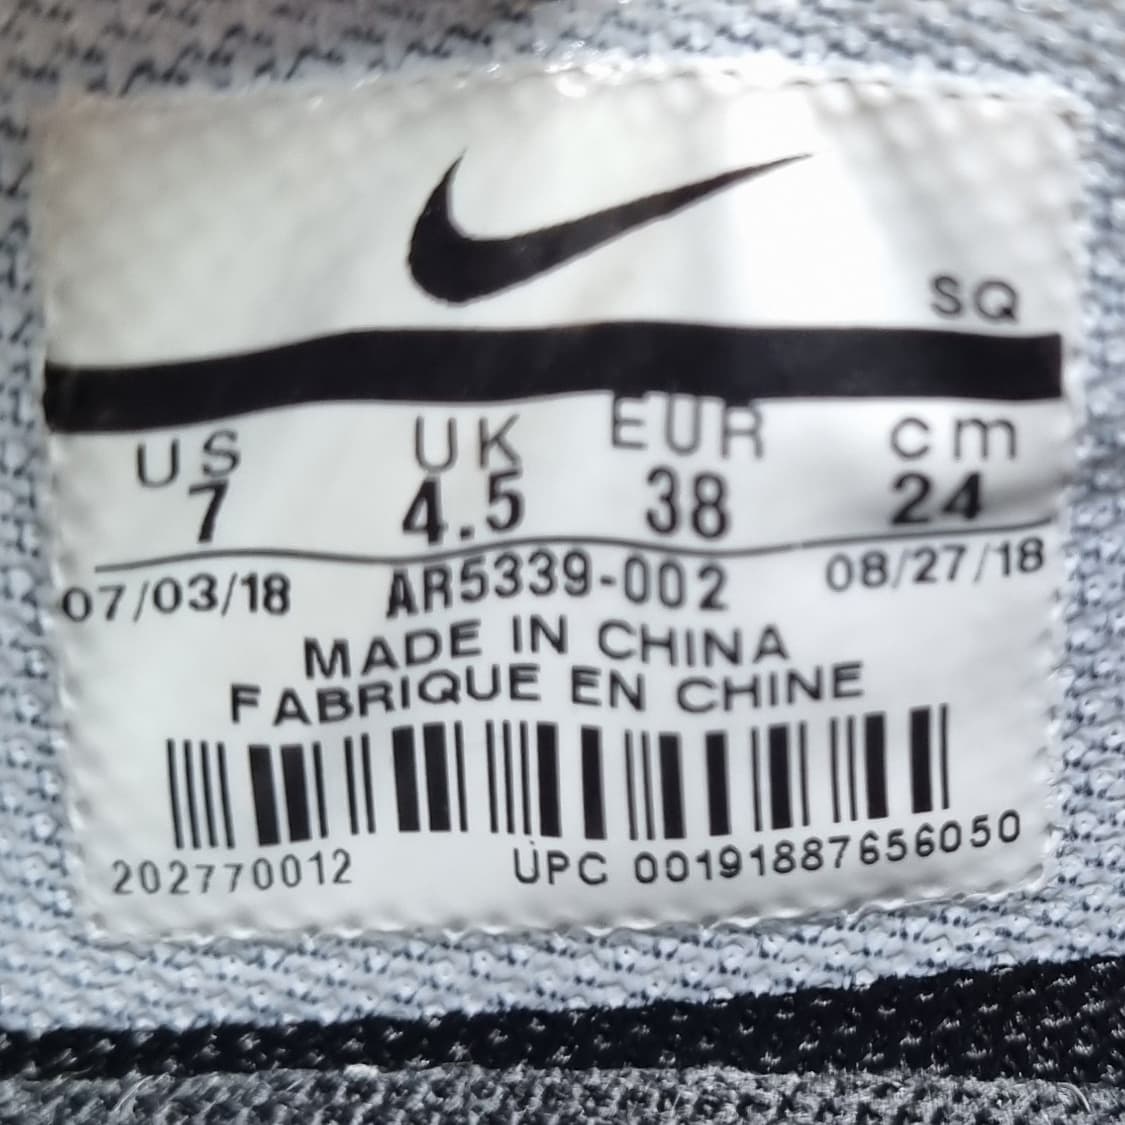 SQ
US UK EUR cm
7 4.5 38 24
07/03/18 AR5339-002 08/27/18
MADE IN CHINA
FABRIQUE EN CHINE
202770012 UPC 00191887656050